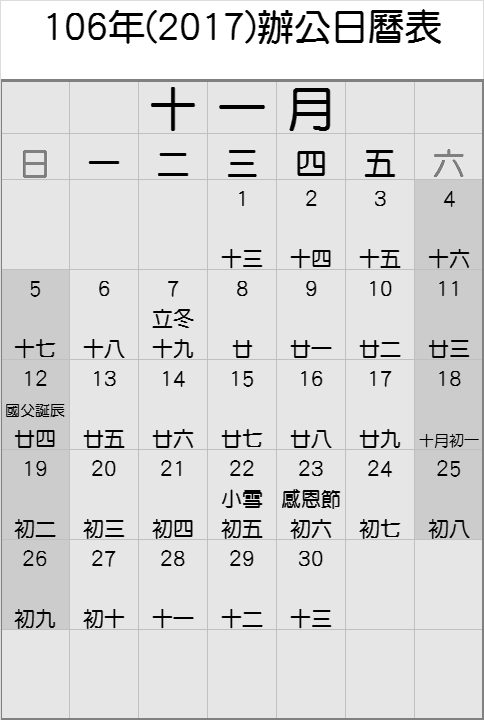 106年(2017)辦公日曆表
十一月
日 一 二 三 四 五 六
1 2 3 4
十三 十四 十五 十六
5 6 7 8 9 10 11
立冬
十七 十八 十九 廿 廿一 廿二 廿三
12 13 14 15 16 17 18
國父誕辰
廿四 廿五 廿六 廿七 廿八 廿九 十月初一
19 20 21 22 23 24 25
小雪 感恩節
初二 初三 初四 初五 初六 初七 初八
26 27 28 29 30
初九 初十 十一 十二 十三